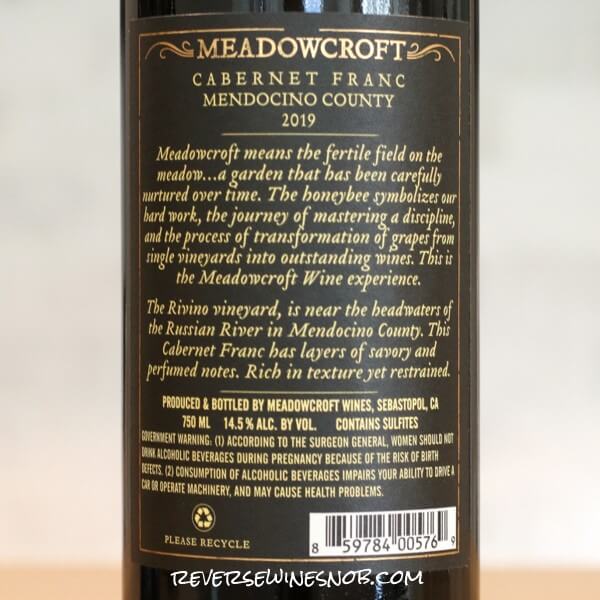 MEADOWCROFT
CABERNET FRANC
MENDOCINO COUNTY
2019
Meadowcroft means the fertile field on the
meadow...a garden that has been carefully
nurtured over time. The honeybee symbolizes our
hard work, the journey of mastering a discipline,
and the process of transformation of grapes from
single vineyards into outstanding wines. This is
the Meadowcroft Wine experience.
The Rivino vineyard, is near the headwaters of
the Russian River in Mendocino County. This
Cabernet Franc has layers of savory and
perfumed notes. Rich in texture yet restrained.
PRODUCED & BOTTLED BY MEADOWCROFT WINES, SEBASTOPOL, CA
750 ML 14.5% ALC. BY VOL. CONTAINS SULFITES
GOVERNMENT WARNING: (1) ACCORDING TO THE SURGEON GENERAL, WOMEN SHOULD NOT
DRINK ALCOHOLIC BEVERAGES DURING PREGNANCY BECAUSE OF THE RISK OF BIRTH
DEFECTS. (2) CONSUMPTION OF ALCOHOLIC BEVERAGES IMPAIRS YOUR ABILITY TO DRIVE A
CAR OR OPERATE MACHINERY, AND MAY CAUSE HEALTH PROBLEMS.
PLEASE RECYCLE
8 59784 00576 9
REVERSEWINESNOB.COM